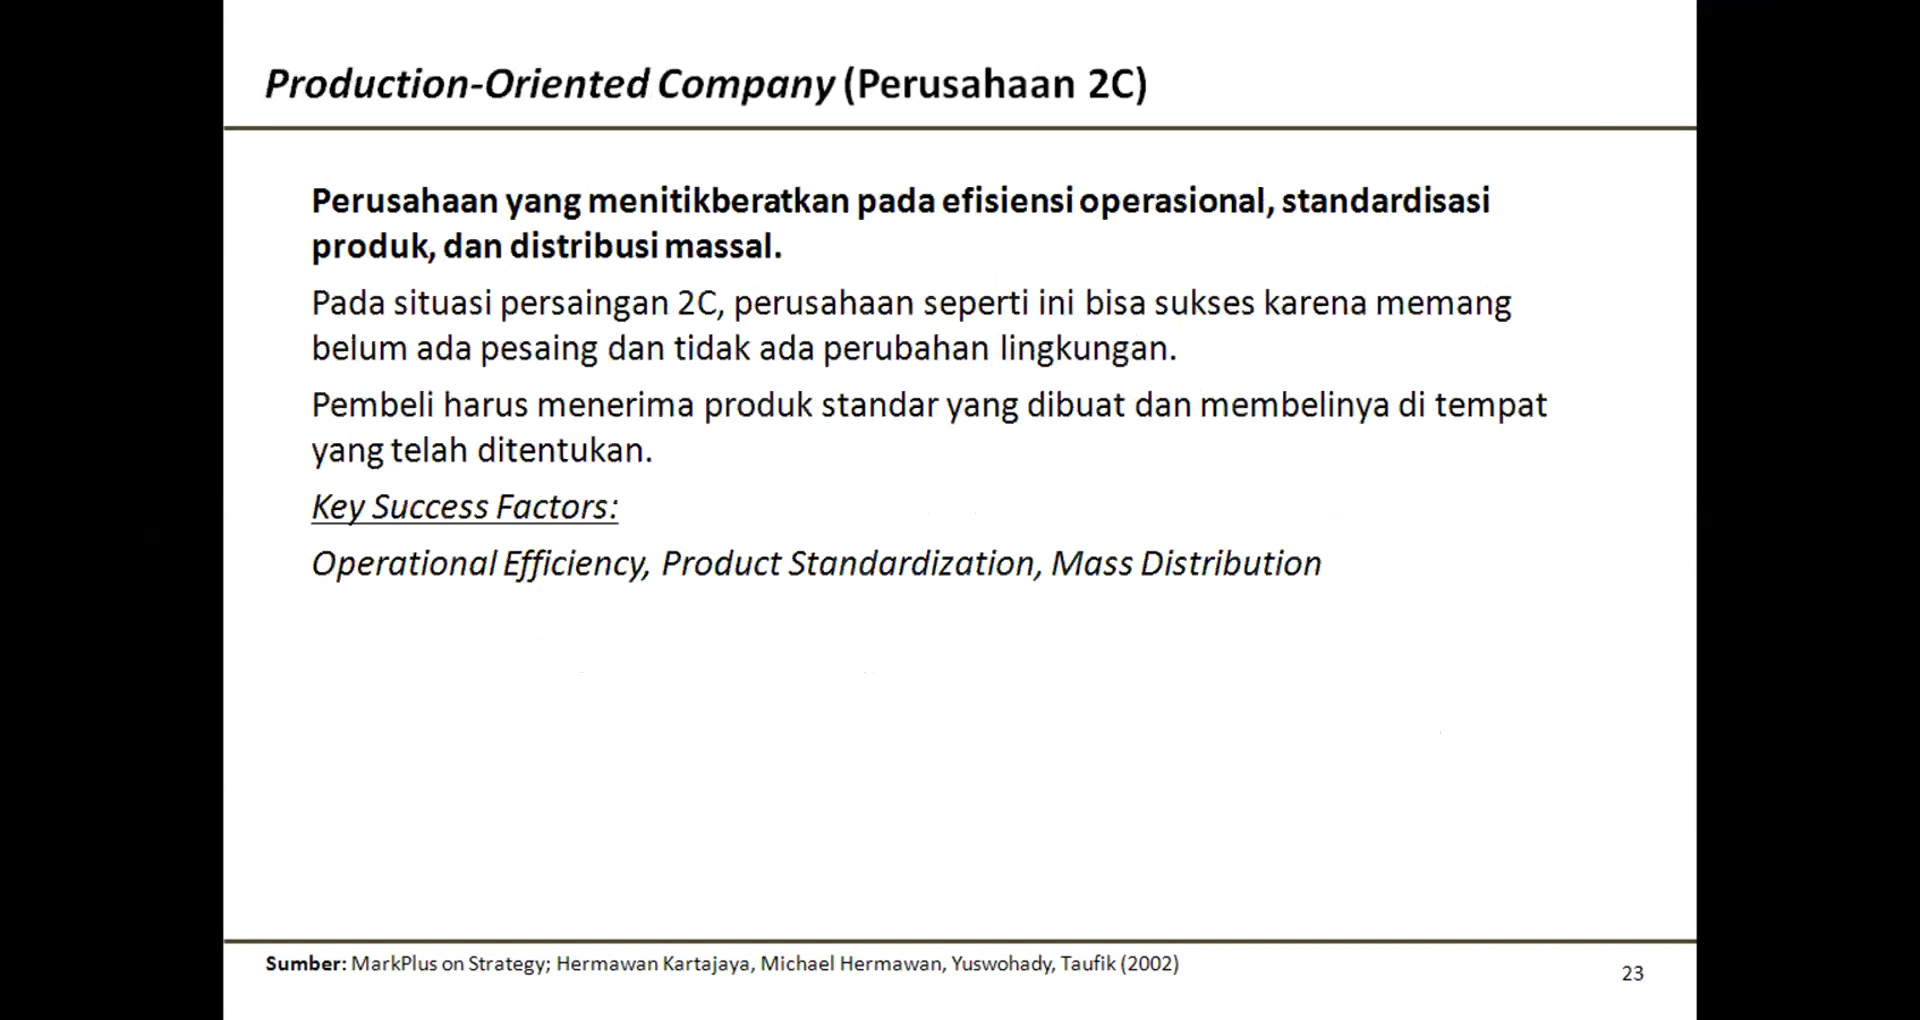 Production-Oriented Company (Perusahaan 2C)
Perusahaan yang menitikberatkan pada efisiensi operasional, standardisasi
produk, dan distribusi massal.
Pada situasi persaingan 2C, perusahaan seperti ini bisa sukses karena memang
belum ada pesaing dan tidak ada perubahan lingkungan.
Pembeli harus menerima produk standar yang dibuat dan membelinya di tempat
yang telah ditentukan.
Key Success Factors:
Operational Efficiency, Product Standardization, Mass Distribution
Sumber: MarkPlus on Strategy; Hermawan Kartajaya, Michael Hermawan, Yuswohady, Taufik (2002)
23